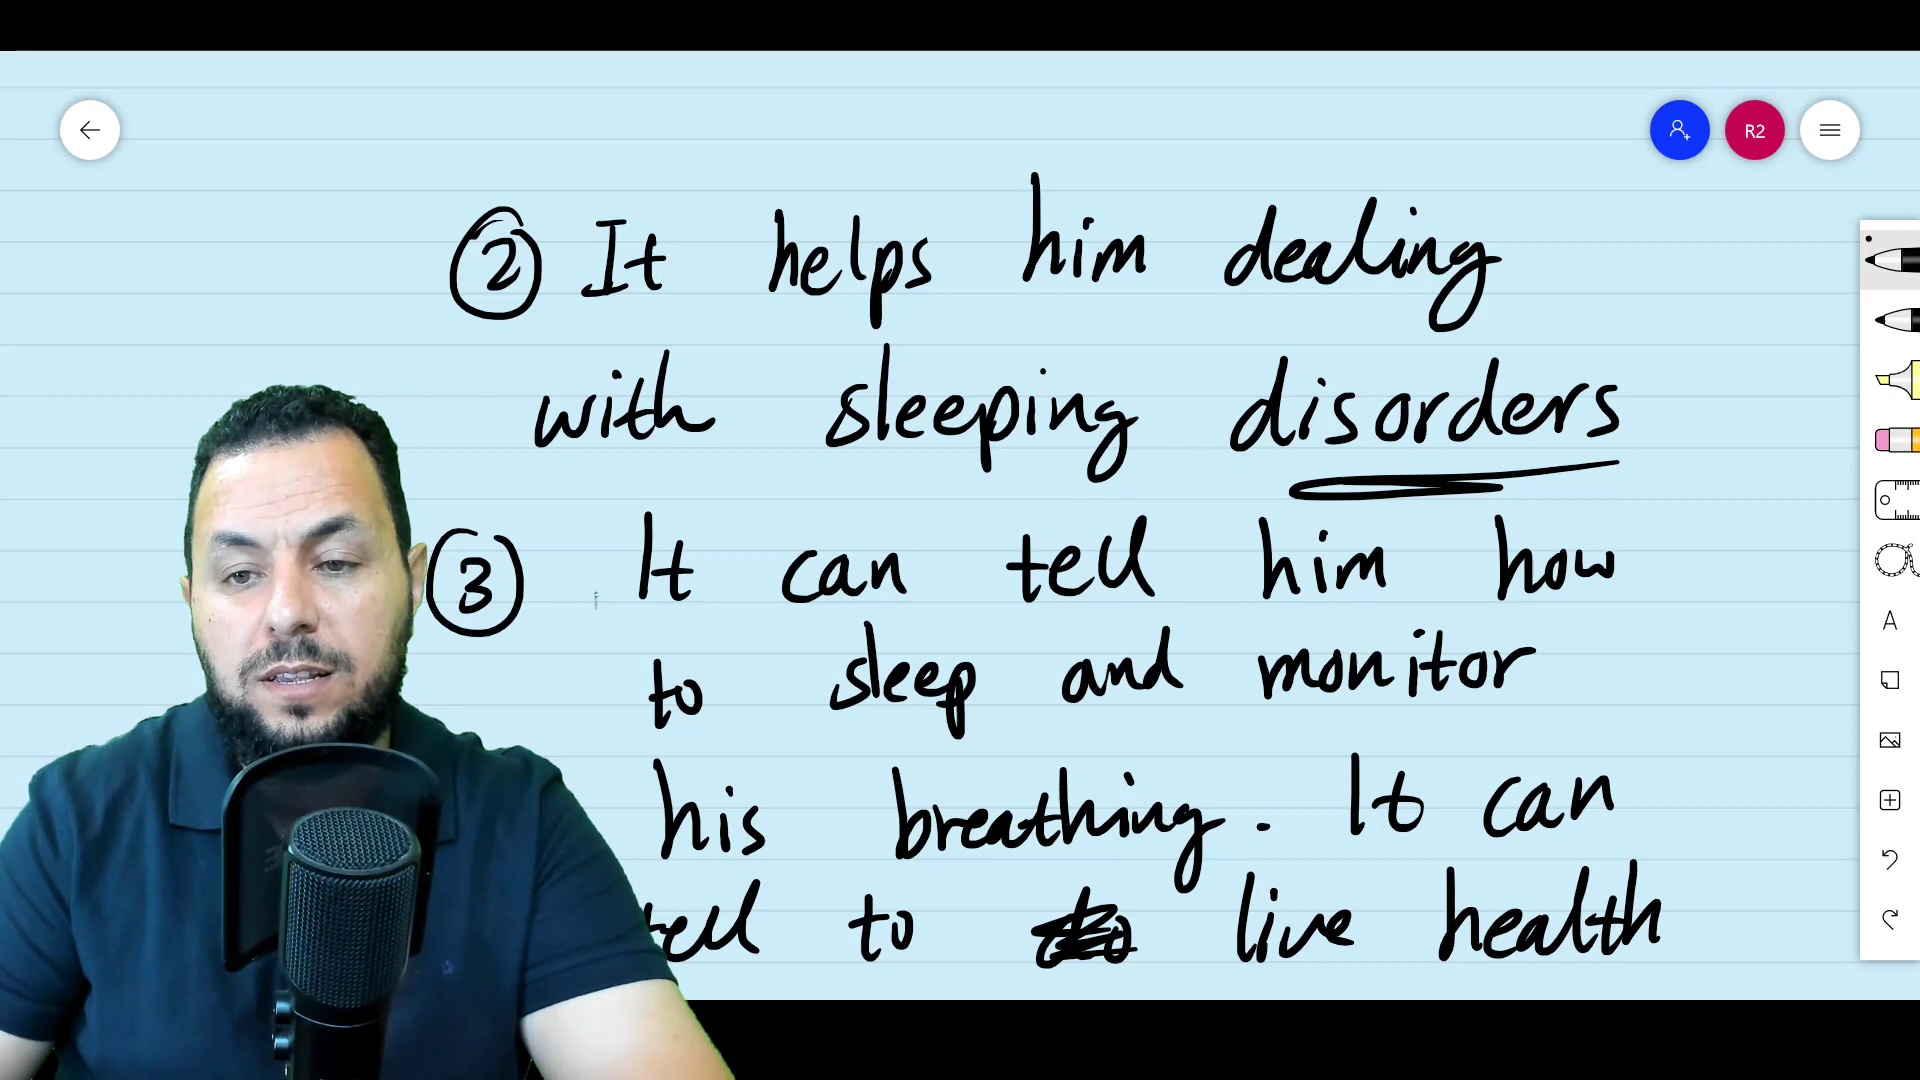 R2
② It helps him dealing
with sleeping disorders
③ It can tell him how
to sleep and monitor
his breathing. It can
tell to live health
A